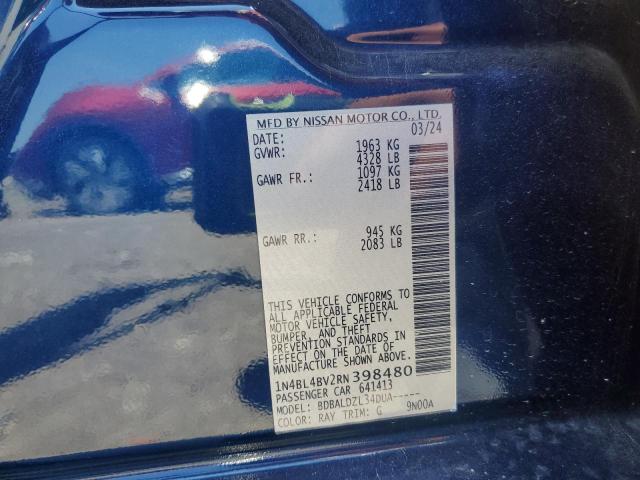 MFD BY NISSAN MOTOR CO., LTD.
DATE: 03/24
GVWR: 1963 KG
4328 LB
GAWR FR.: 1097 KG
2418 LB
GAWR RR.: 945 KG
2083 LB
THIS VEHICLE CONFORMS TO
ALL APPLICABLE FEDERAL
MOTOR VEHICLE SAFETY,
BUMPER, AND THEFT
PREVENTION STANDARDS IN
EFFECT ON THE DATE OF
MANUFACTURE SHOWN ABOVE.
1N4BL4BV2RN398480
PASSENGER CAR 641413
MODEL: BDBALDZL34DUA-----
COLOR: RAY TRIM: G 9N00A